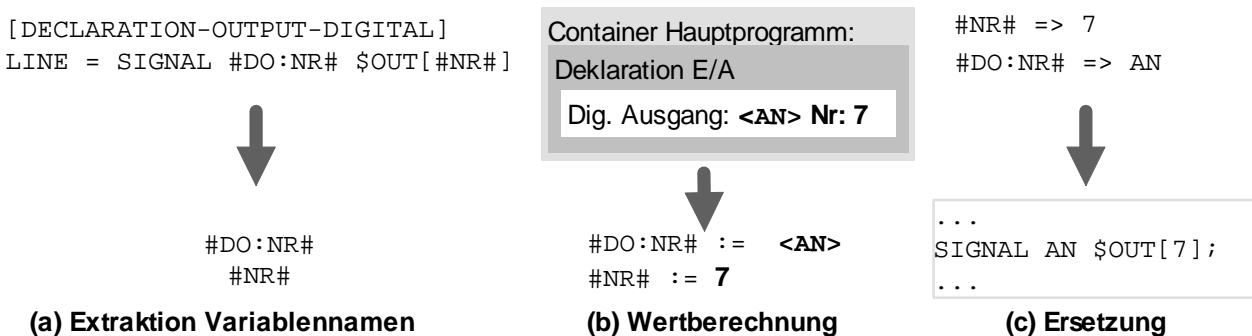 [DECLARATION-OUTPUT-DIGITAL]
LINE = SIGNAL #DO:NR# $OUT[#NR#]
#DO:NR#
#NR#
(a) Extraktion Variablennamen
Container Hauptprogramm:
Deklaration E/A
Dig. Ausgang: <AN> Nr: 7
#DO:NR# := <AN>
#NR# := 7
(b) Wertberechnung
#NR# => 7
#DO:NR# => AN
...
SIGNAL AN $OUT[7];
...
(c) Ersetzung